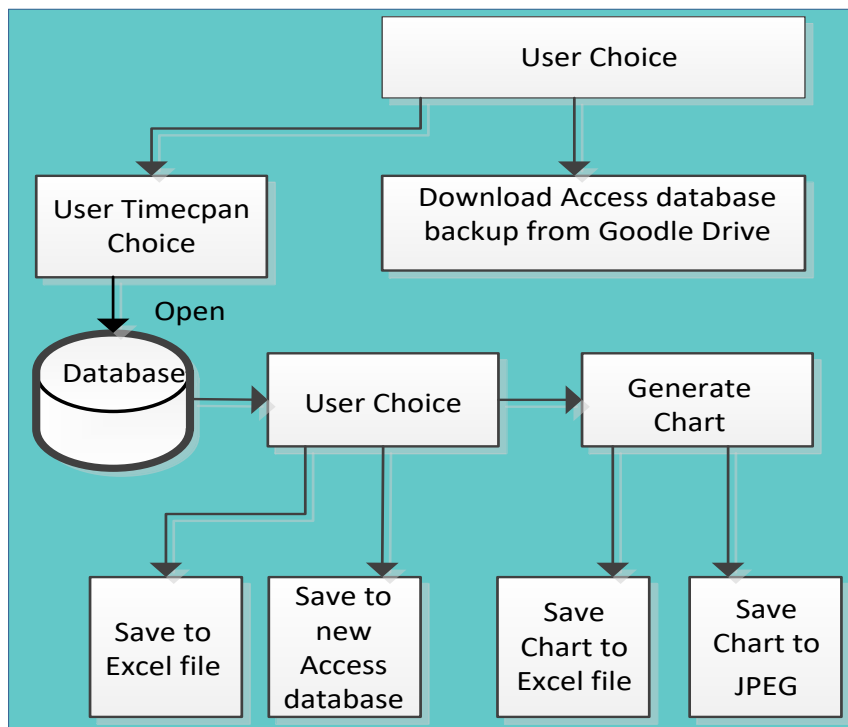 User Choice
User Timecpan
Choice
Download Access database
backup from Goodle Drive
Open
Database
User Choice
Generate
Chart
Save to
Excel file
Save to
new
Access
database
Save
Chart to
Excel file
Save
Chart to
JPEG